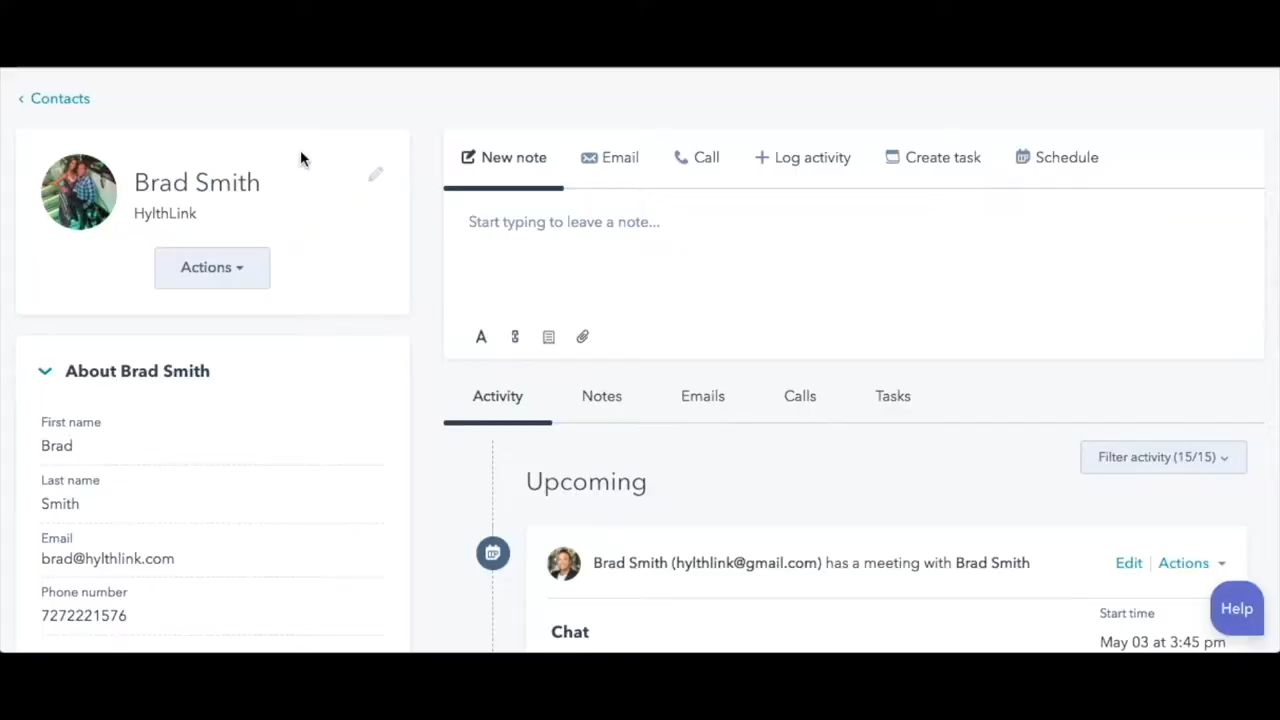 Contacts
Brad Smith
HylthLink
Actions
About Brad Smith
First name
Brad
Last name
Smith
Email
brad@hylthlink.com
Phone number
7272221576
New note Email Call Log activity Create task Schedule
Start typing to leave a note...
Activity Notes Emails Calls Tasks
Filter activity (15/15)
Upcoming
Brad Smith (hylthlink@gmail.com) has a meeting with Brad Smith Edit | Actions
Chat
Start time
May 03 at 3:45 pm
Help